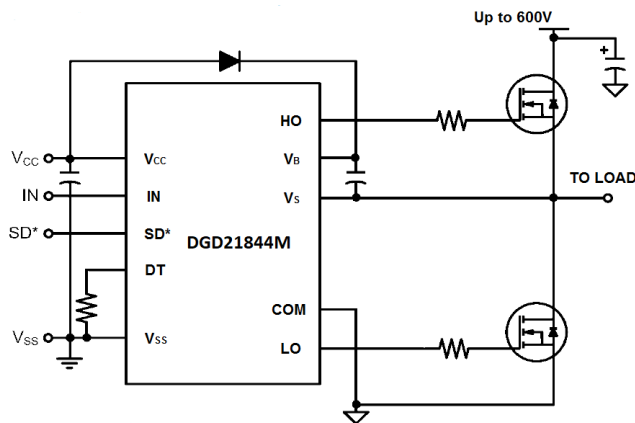 Up to 600V
+
HO
VCC
VCC
VB
IN
IN
VS
TO LOAD
SD*
SD*
DGD21844M
DT
COM
VSS
VSS
LO